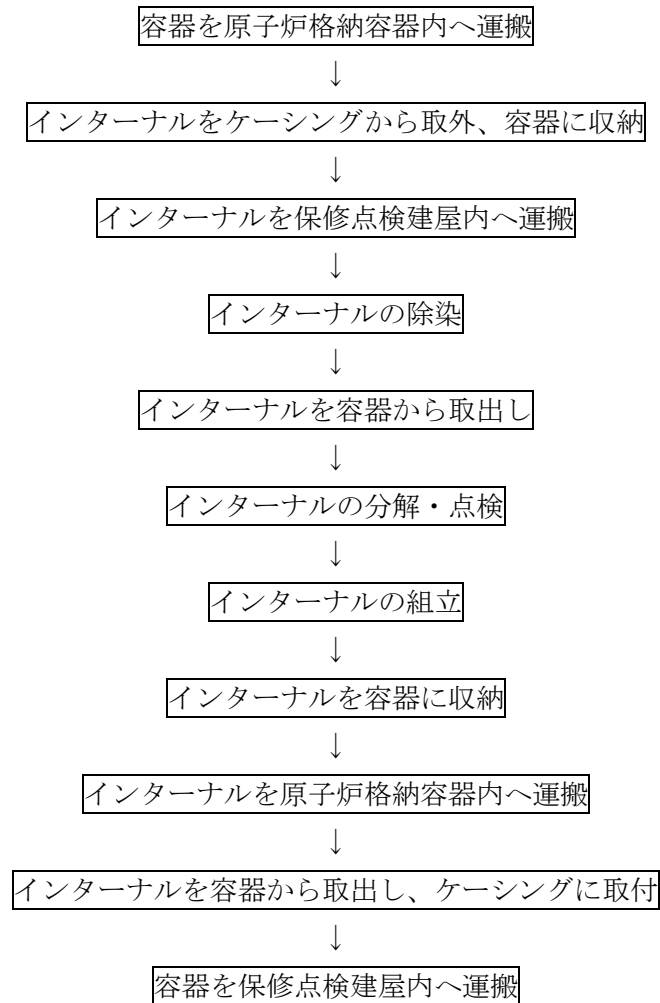 容器を原子炉格納容器内へ運搬
↓
インターナルをケーシングから取外、容器に収納
↓
インターナルを保修点検建屋内へ運搬
↓
インターナルの除染
↓
インターナルを容器から取出し
↓
インターナルの分解・点検
↓
インターナルの組立
↓
インターナルを容器に収納
↓
インターナルを原子炉格納容器内へ運搬
↓
インターナルを容器から取出し、ケーシングに取付
↓
容器を保修点検建屋内へ運搬